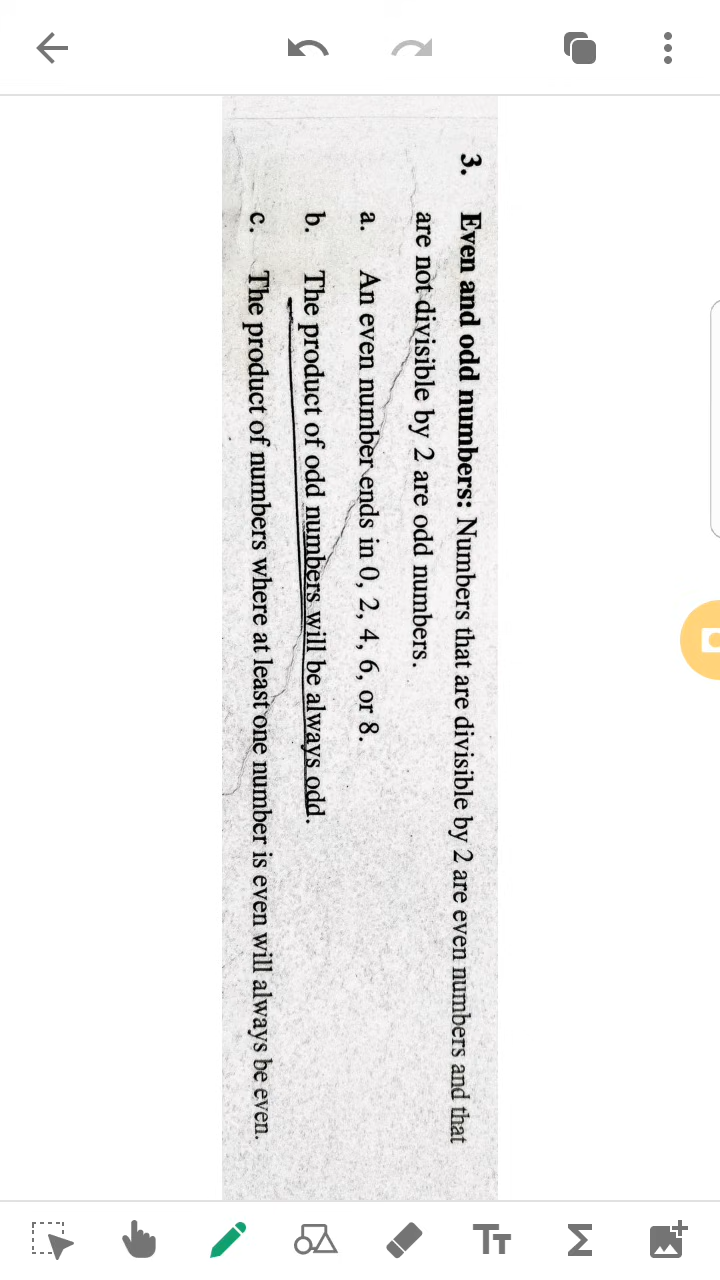 3. Even and odd numbers: Numbers that are divisible by 2 are even numbers and that
are not divisible by 2 are odd numbers.
a. An even number ends in 0, 2, 4, 6, or 8.
b. The product of odd numbers will be always odd.
c. The product of numbers where at least one number is even will always be even.